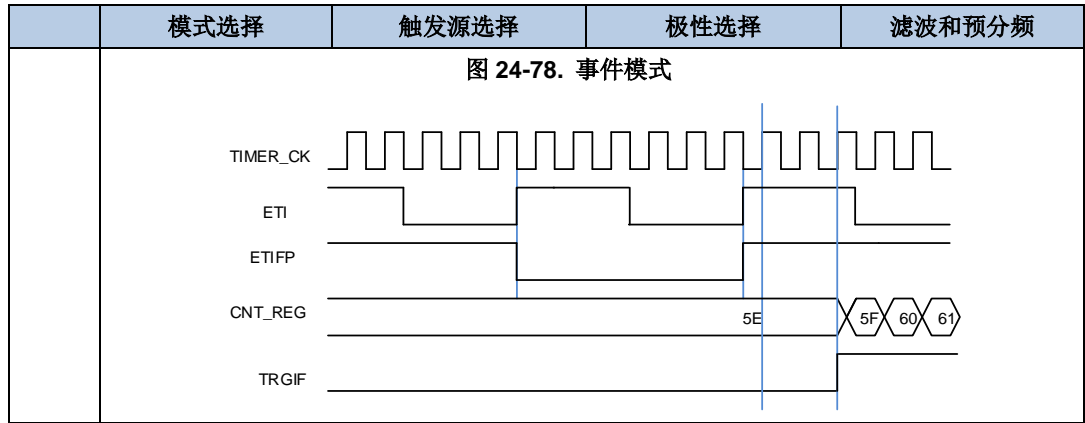 模式选择 触发源选择 极性选择 滤波和预分频
图 24-78. 事件模式
TIMER_CK
ETI
ETIFP
CNT_REG 5E 5F 60 61
TRGIF